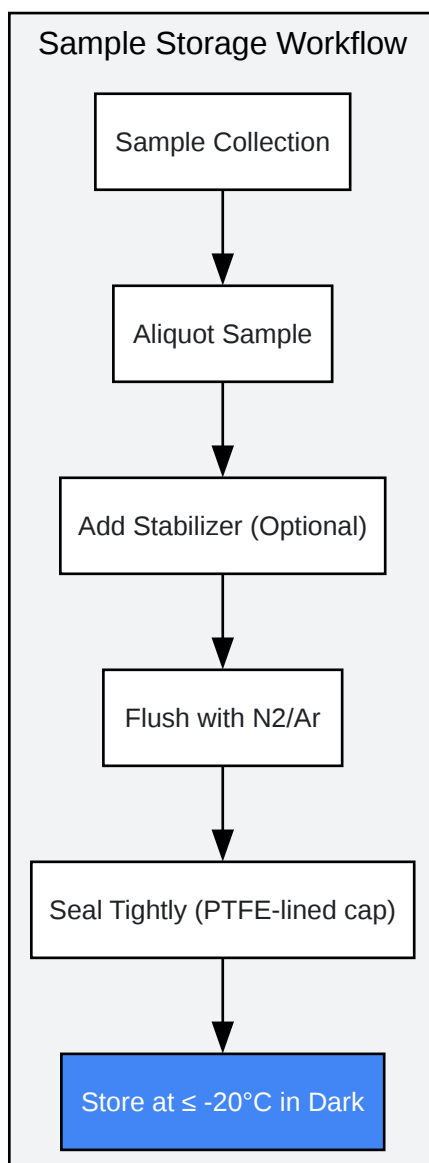 Sample Storage Workflow
Sample Collection
Aliquot Sample
Add Stabilizer (Optional)
Flush with N2/Ar
Seal Tightly (PTFE-lined cap)
Store at ≤ -20°C in Dark